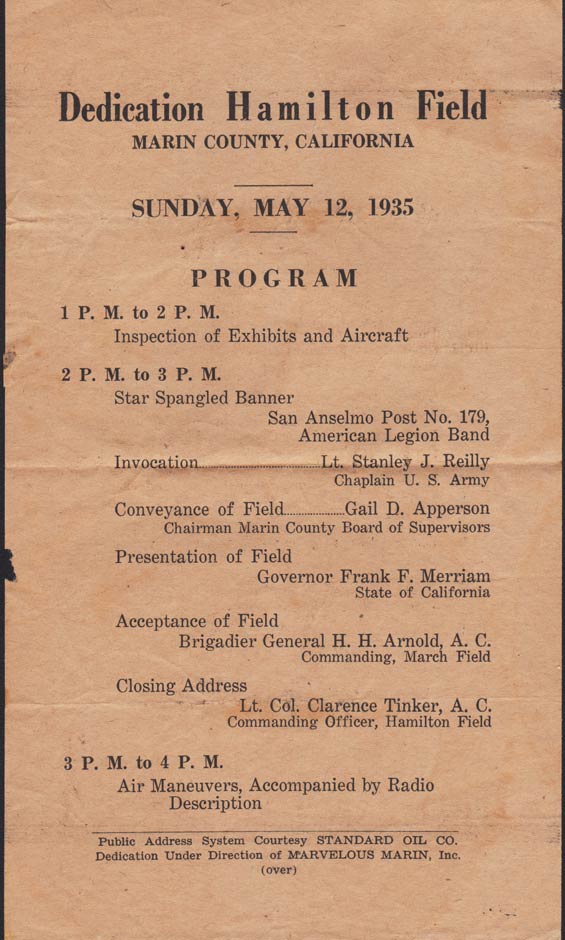 Dedication Hamilton Field
MARIN COUNTY, CALIFORNIA
SUNDAY, MAY 12, 1935
PROGRAM
1 P. M. to 2 P. M.
Inspection of Exhibits and Aircraft
2 P. M. to 3 P. M.
Star Spangled Banner
San Anselmo Post No. 179,
American Legion Band
Invocation........................................Lt. Stanley J. Reilly
Chaplain U. S. Army
Conveyance of Field....................Gail D. Apperson
Chairman Marin County Board of Supervisors
Presentation of Field
Governor Frank F. Merriam
State of California
Acceptance of Field
Brigadier General H. H. Arnold, A. C.
Commanding, March Field
Closing Address
Lt. Col. Clarence Tinker, A. C.
Commanding Officer, Hamilton Field
3 P. M. to 4 P. M.
Air Maneuvers, Accompanied by Radio
Description
Public Address System Courtesy STANDARD OIL CO.
Dedication Under Direction of MARVELOUS MARIN, Inc.
(over)